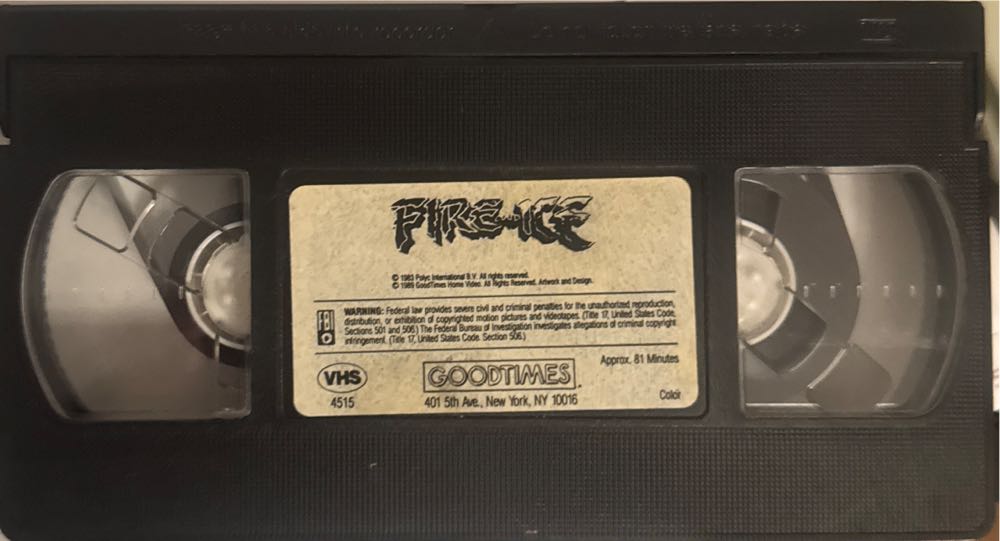 FIRE AND ICE
© 1983 Polyc International B.V. All rights reserved.
© 1989 GoodTimes Home Video. All Rights Reserved. Artwork and Design.
FBI
WARNING: Federal law provides severe civil and criminal penalties for the unauthorized reproduction,
distribution, or exhibition of copyrighted motion pictures and videotapes. (Title 17, United States Code,
Sections 501 and 506.) The Federal Bureau of Investigation investigates allegations of criminal copyright
infringement. (Title 17, United States Code. Section 506.)
Approx. 81 Minutes
VHS
GOODTIMES
4515
401 5th Ave., New York, NY 10016
Color